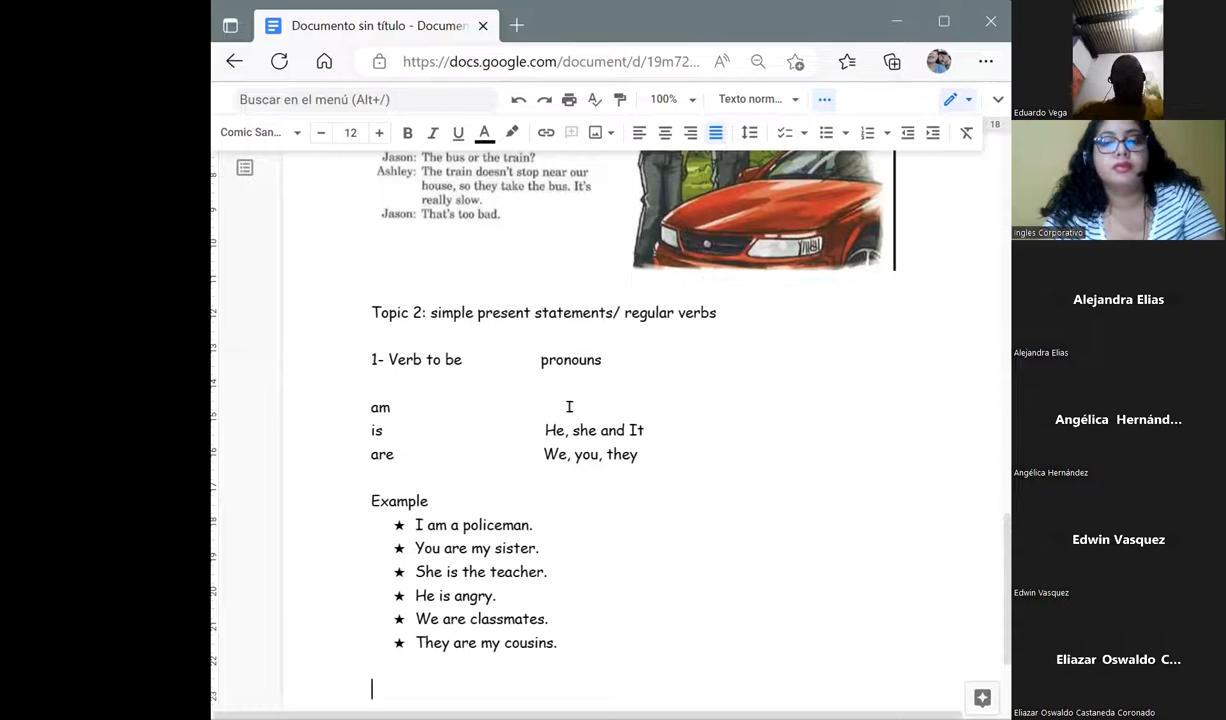 Documento sin título - Documen
https://docs.google.com/document/d/19m72...
Buscar en el menú (Alt+/)
100%
Texto norm...
Comic San...
12
18
Jason: The bus or the train?
Ashley: The train doesn't stop near our
house, so they take the bus. It's
really slow.
Jason: That's too bad.
Topic 2: simple present statements/ regular verbs
1- Verb to be pronouns
am I
is He, she and It
are We, you, they
Example
★ I am a policeman.
★ You are my sister.
★ She is the teacher.
★ He is angry.
★ We are classmates.
★ They are my cousins.
Eduardo Vega
Ingles Corporativo
Alejandra Elias
Alejandra Elias
Angélica Hernánd...
Angélica Hernández
Edwin Vasquez
Edwin Vasquez
Eliazar Oswaldo C...
Eliazar Oswaldo Castaneda Coronado